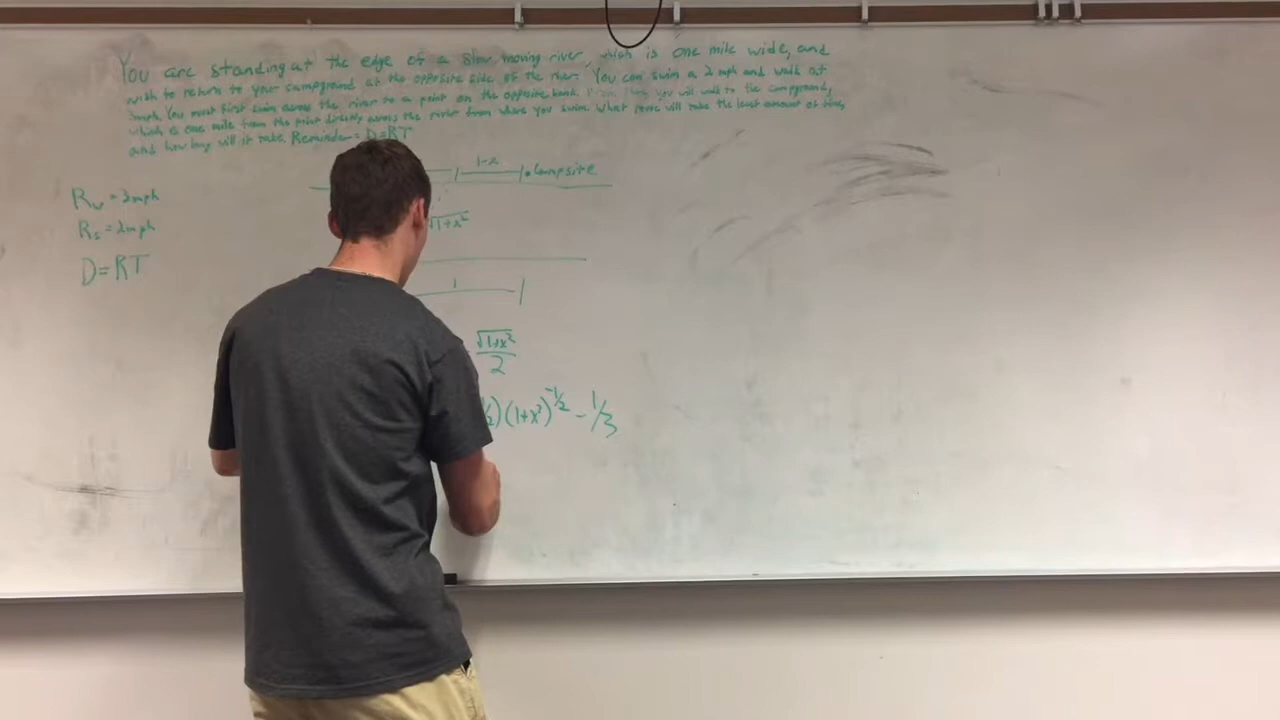 You are standing at the edge of a slow moving river, which is one mile wide, and
wish to return to your campground at the opposite side of the river. You can swim a 2 mph and walk at
3mph. You must first swim across the river to a point on the opposite bank. From you will walk to the campground,
which is one mile from the point directly across the river from where you swim. What route will take the least amount of time,
and how long will it take. Reminder = D=RT
1-x
.Campsite
R = 3mph
√1+x²
Rs = 2mph
D=RT
1
√1+x²
2
(1+x²)^-1/2 - 1/3